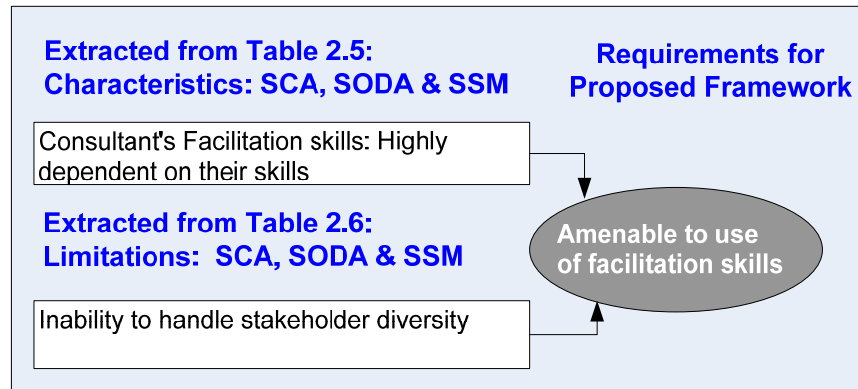 Extracted from Table 2.5:
Characteristics: SCA, SODA & SSM
Requirements for
Proposed Framework
Consultant's Facilitation skills: Highly
dependent on their skills
Extracted from Table 2.6:
Limitations: SCA, SODA & SSM
Amenable to use
of facilitation skills
Inability to handle stakeholder diversity